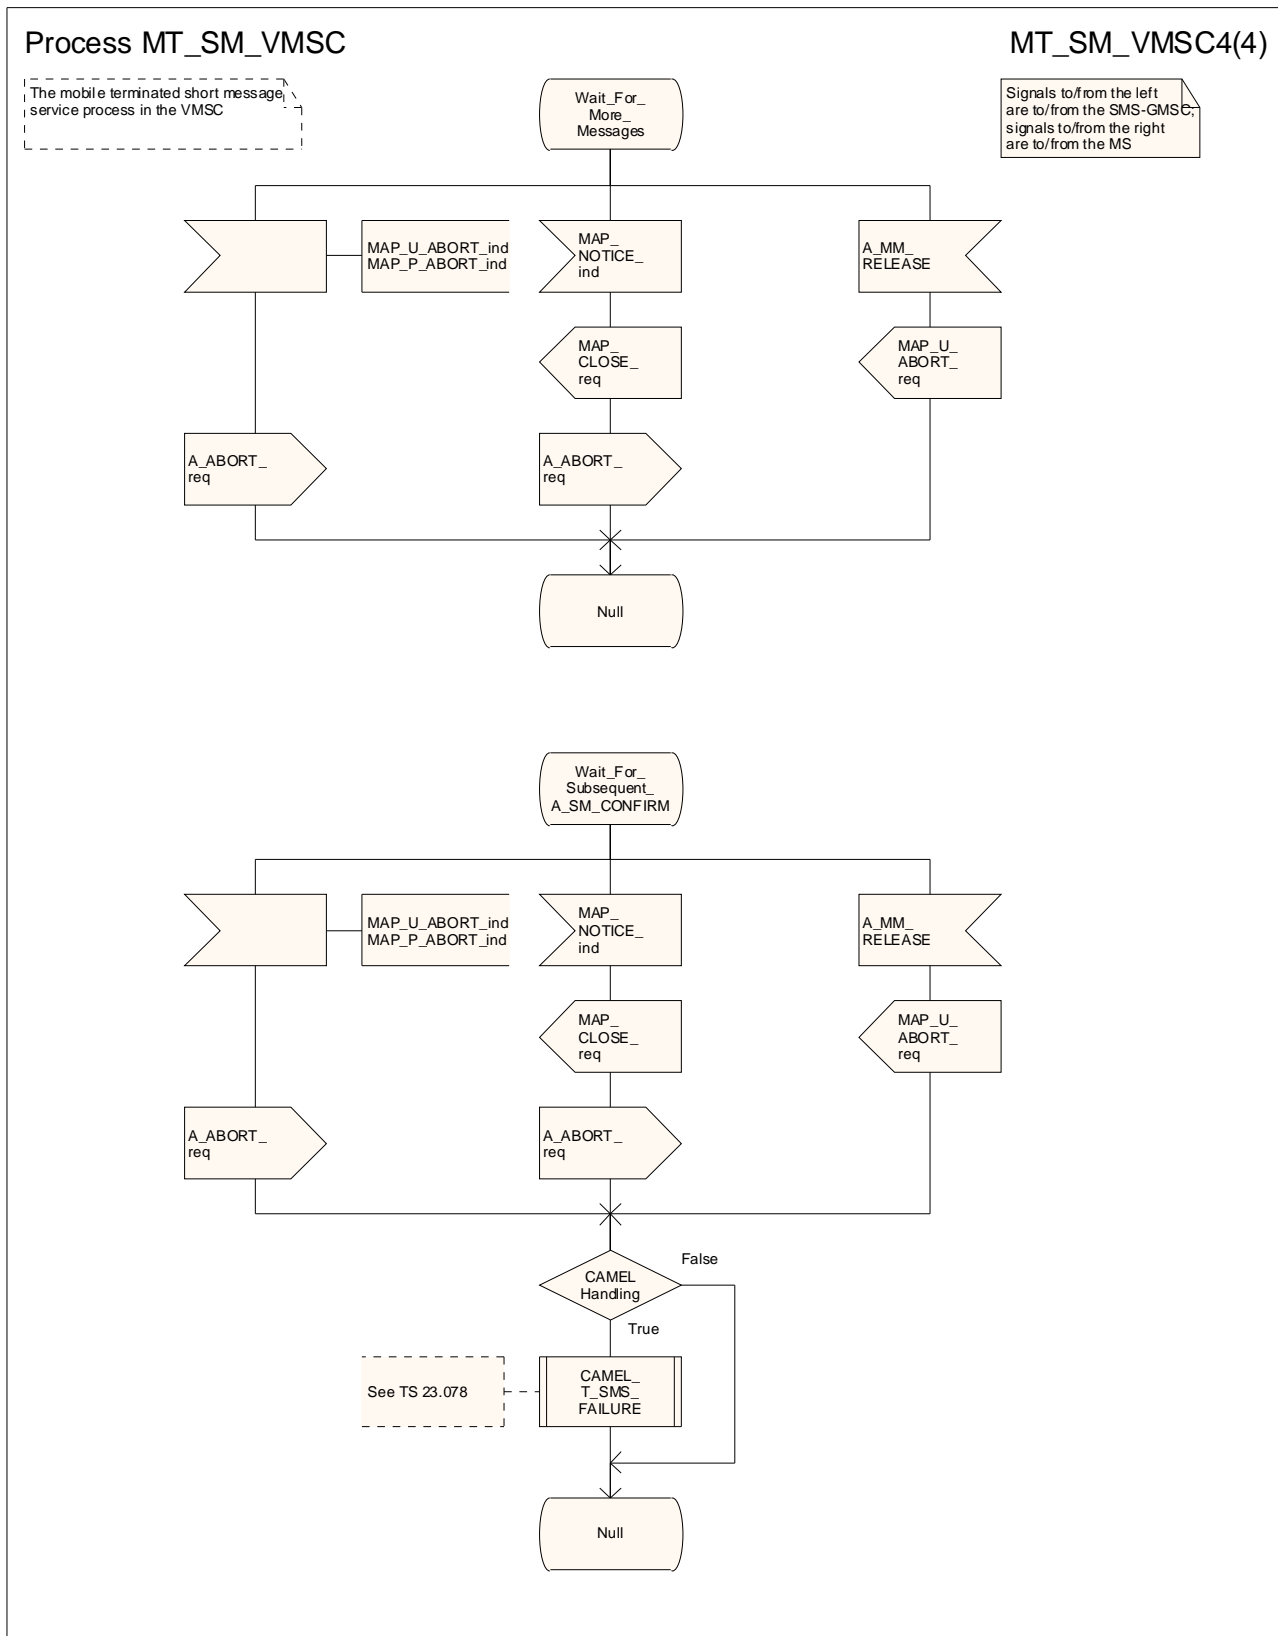 Process MT_SM_VMSC
MT_SM_VMSC4(4)
The mobile terminated short message
service process in the VMSC
Wait_For_
More_
Messages
Signals to/from the left
are to/from the SMS-GMSC;
signals to/from the right
are to/from the MS
MAP_U_ABORT_ind
MAP_P_ABORT_ind
MAP_
NOTICE_
ind
A_MM_
RELEASE
MAP_
CLOSE_
req
MAP_U_
ABORT_
req
A_ABORT_
req
A_ABORT_
req
Null
Wait_For_
Subsequent_
A_SM_CONFIRM
MAP_U_ABORT_ind
MAP_P_ABORT_ind
MAP_
NOTICE_
ind
A_MM_
RELEASE
MAP_
CLOSE_
req
MAP_U_
ABORT_
req
A_ABORT_
req
A_ABORT_
req
False
CAMEL
Handling
True
See TS 23.078
CAMEL_
T_SMS_
FAILURE
Null